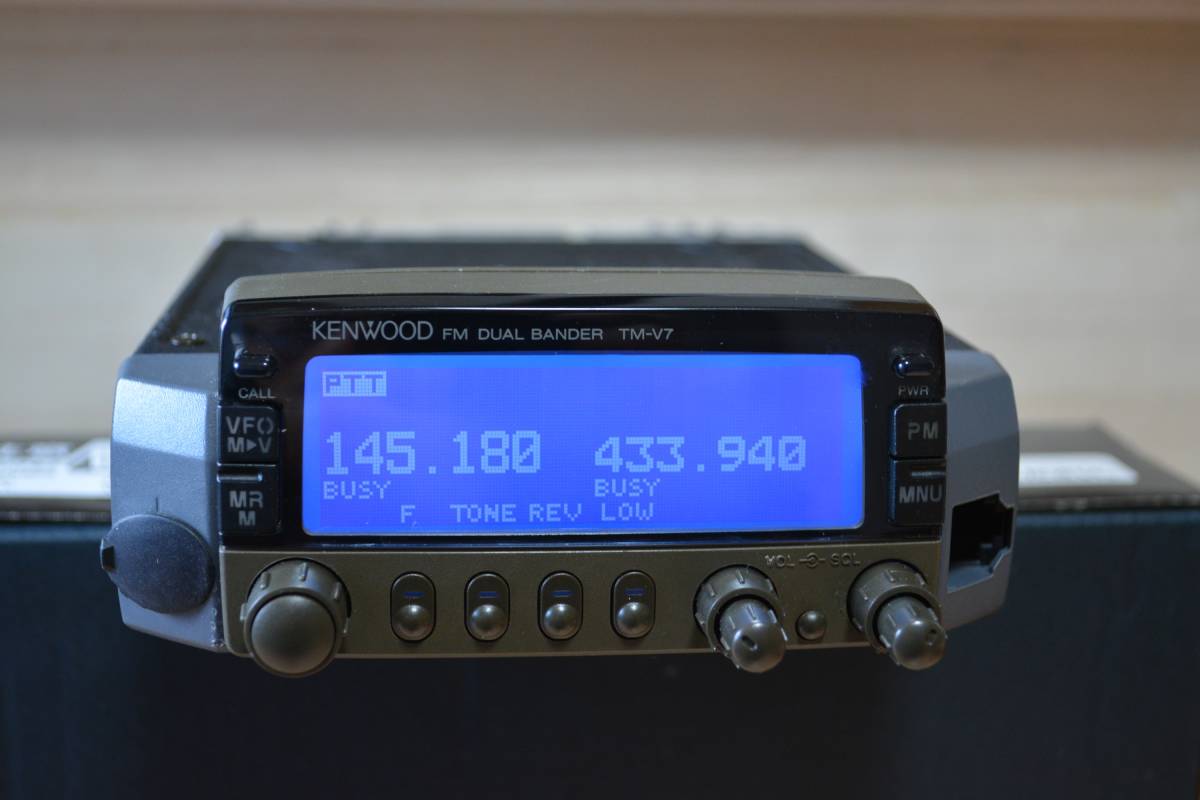 KENWOOD FM DUAL BANDER TM-V7
CALL
PWR
VFO
M▶V
MR
M
PTT
145.180 433.940
BUSY BUSY
F TONE REV LOW
PM
MNU
VOL SQL